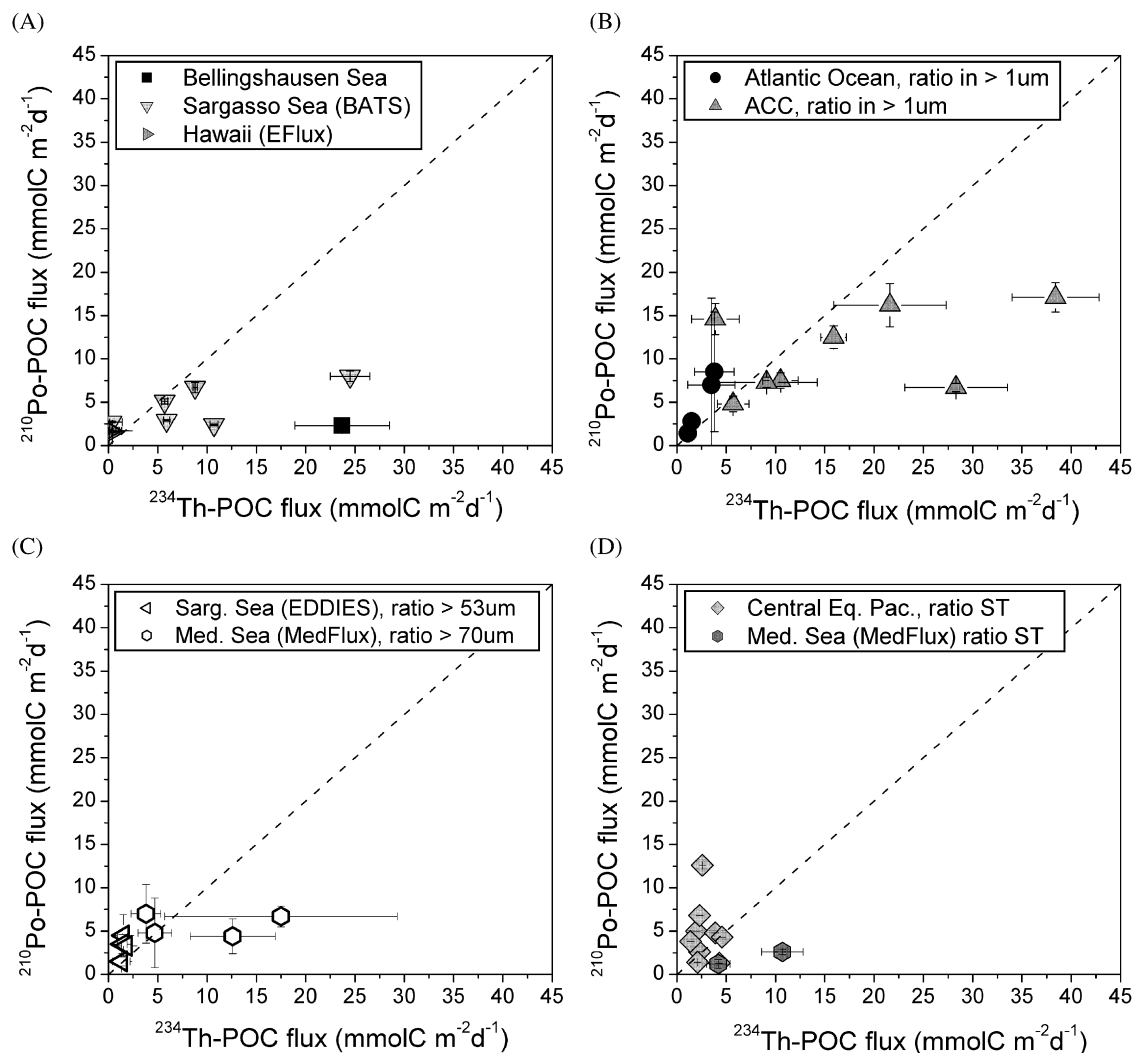 (A)
45
40
35
30
25
20
15
10
5
0
²¹⁰Po-POC flux (mmolC m⁻²d⁻¹)
Bellingshausen Sea
Sargasso Sea (BATS)
Hawaii (EFlux)
0 5 10 15 20 25 30 35 40 45
²³⁴Th-POC flux (mmolC m⁻²d⁻¹)
(B)
45
40
35
30
25
20
15
10
5
0
²¹⁰Po-POC flux (mmolC m⁻²d⁻¹)
Atlantic Ocean, ratio in > 1um
ACC, ratio in > 1um
0 5 10 15 20 25 30 35 40 45
²³⁴Th-POC flux (mmolC m⁻²d⁻¹)
(C)
45
40
35
30
25
20
15
10
5
0
²¹⁰Po-POC flux (mmolC m⁻²d⁻¹)
Sarg. Sea (EDDIES), ratio > 53um
Med. Sea (MedFlux), ratio > 70um
0 5 10 15 20 25 30 35 40 45
²³⁴Th-POC flux (mmolC m⁻²d⁻¹)
(D)
45
40
35
30
25
20
15
10
5
0
²¹⁰Po-POC flux (mmolC m⁻²d⁻¹)
Central Eq. Pac., ratio ST
Med. Sea (MedFlux) ratio ST
0 5 10 15 20 25 30 35 40 45
²³⁴Th-POC flux (mmolC m⁻²d⁻¹)